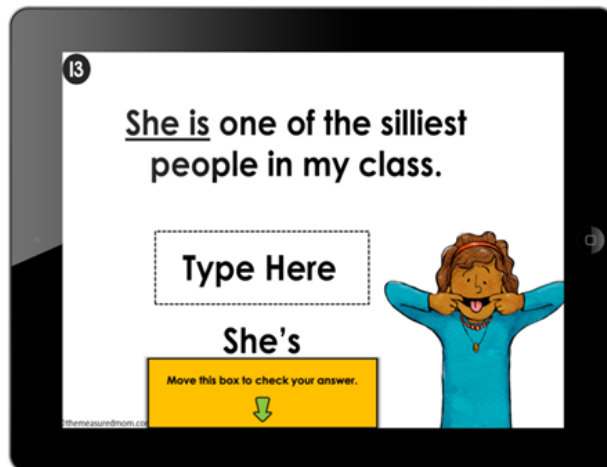 13
She is one of the silliest
people in my class.
Type Here
She's
Move this box to check your answer.
©themeasuredmom.com